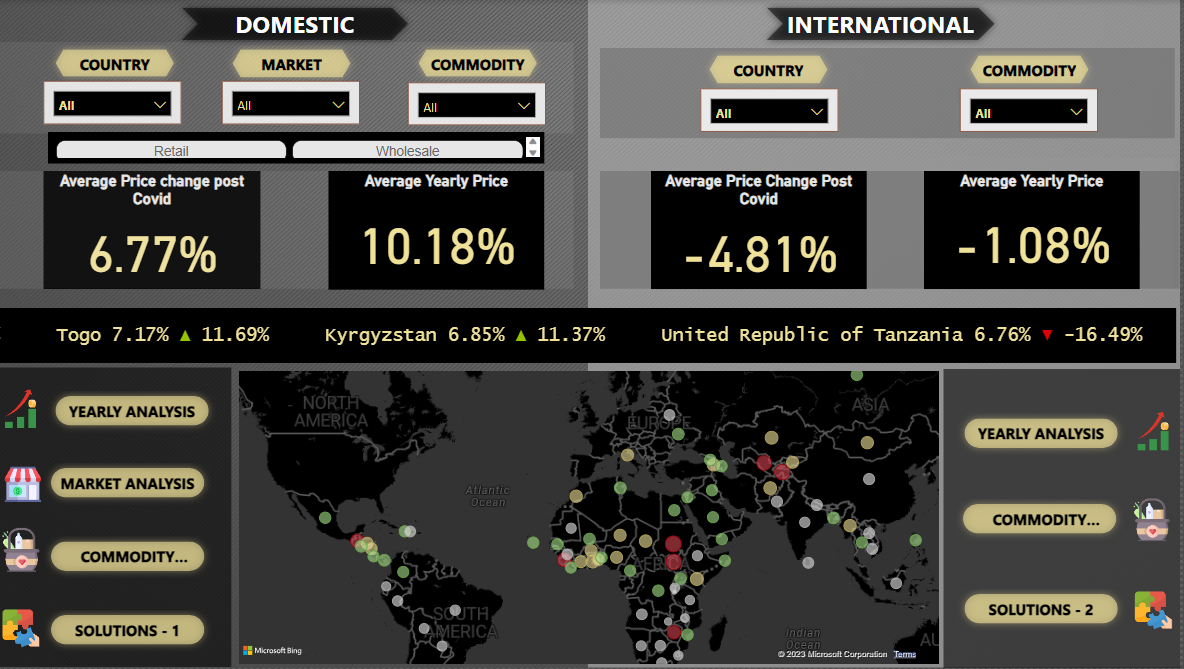 DOMESTIC
INTERNATIONAL
COUNTRY
MARKET
COMMODITY
COUNTRY
COMMODITY
All
All
All
All
All
Retail
Wholesale
Average Price change post
Covid
6.77%
Average Yearly Price
10.18%
Average Price Change Post
Covid
-4.81%
Average Yearly Price
-1.08%
Togo 7.17% ▲ 11.69%
Kyrgyzstan 6.85% ▲ 11.37%
United Republic of Tanzania 6.76% ▼ -16.49%
YEARLY ANALYSIS
MARKET ANALYSIS
COMMODITY...
SOLUTIONS - 1
NORTH
AMERICA
EUROPE
ASIA
Atlantic
Ocean
AFRICA
SOUTH
AMERICA
Indian
Ocean
AU
Microsoft Bing
© 2023 Microsoft Corporation Terms
YEARLY ANALYSIS
COMMODITY...
SOLUTIONS - 2